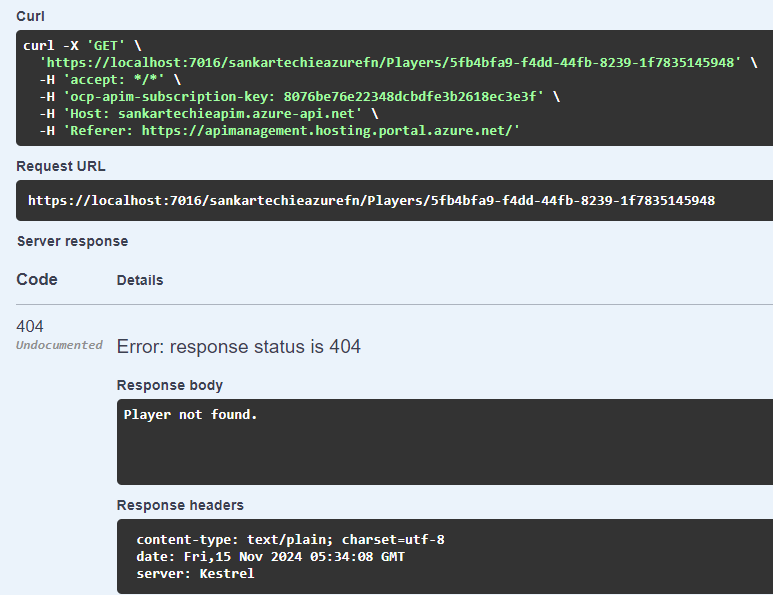 Curl
curl -X 'GET' \
'https://localhost:7016/sankartechieazurefn/Players/5fb4bfa9-f4dd-44fb-8239-1f7835145948' \
-H 'accept: */*' \
-H 'ocp-apim-subscription-key: 8076be76e22348dcbdfe3b2618ec3e3f' \
-H 'Host: sankartechieapim.azure-api.net' \
-H 'Referer: https://apimanagement.hosting.portal.azure.net/'
Request URL
https://localhost:7016/sankartechieazurefn/Players/5fb4bfa9-f4dd-44fb-8239-1f7835145948
Server response
Code Details
404
Undocumented
Error: response status is 404
Response body
Player not found.
Response headers
content-type: text/plain; charset=utf-8
date: Fri,15 Nov 2024 05:34:08 GMT
server: Kestrel